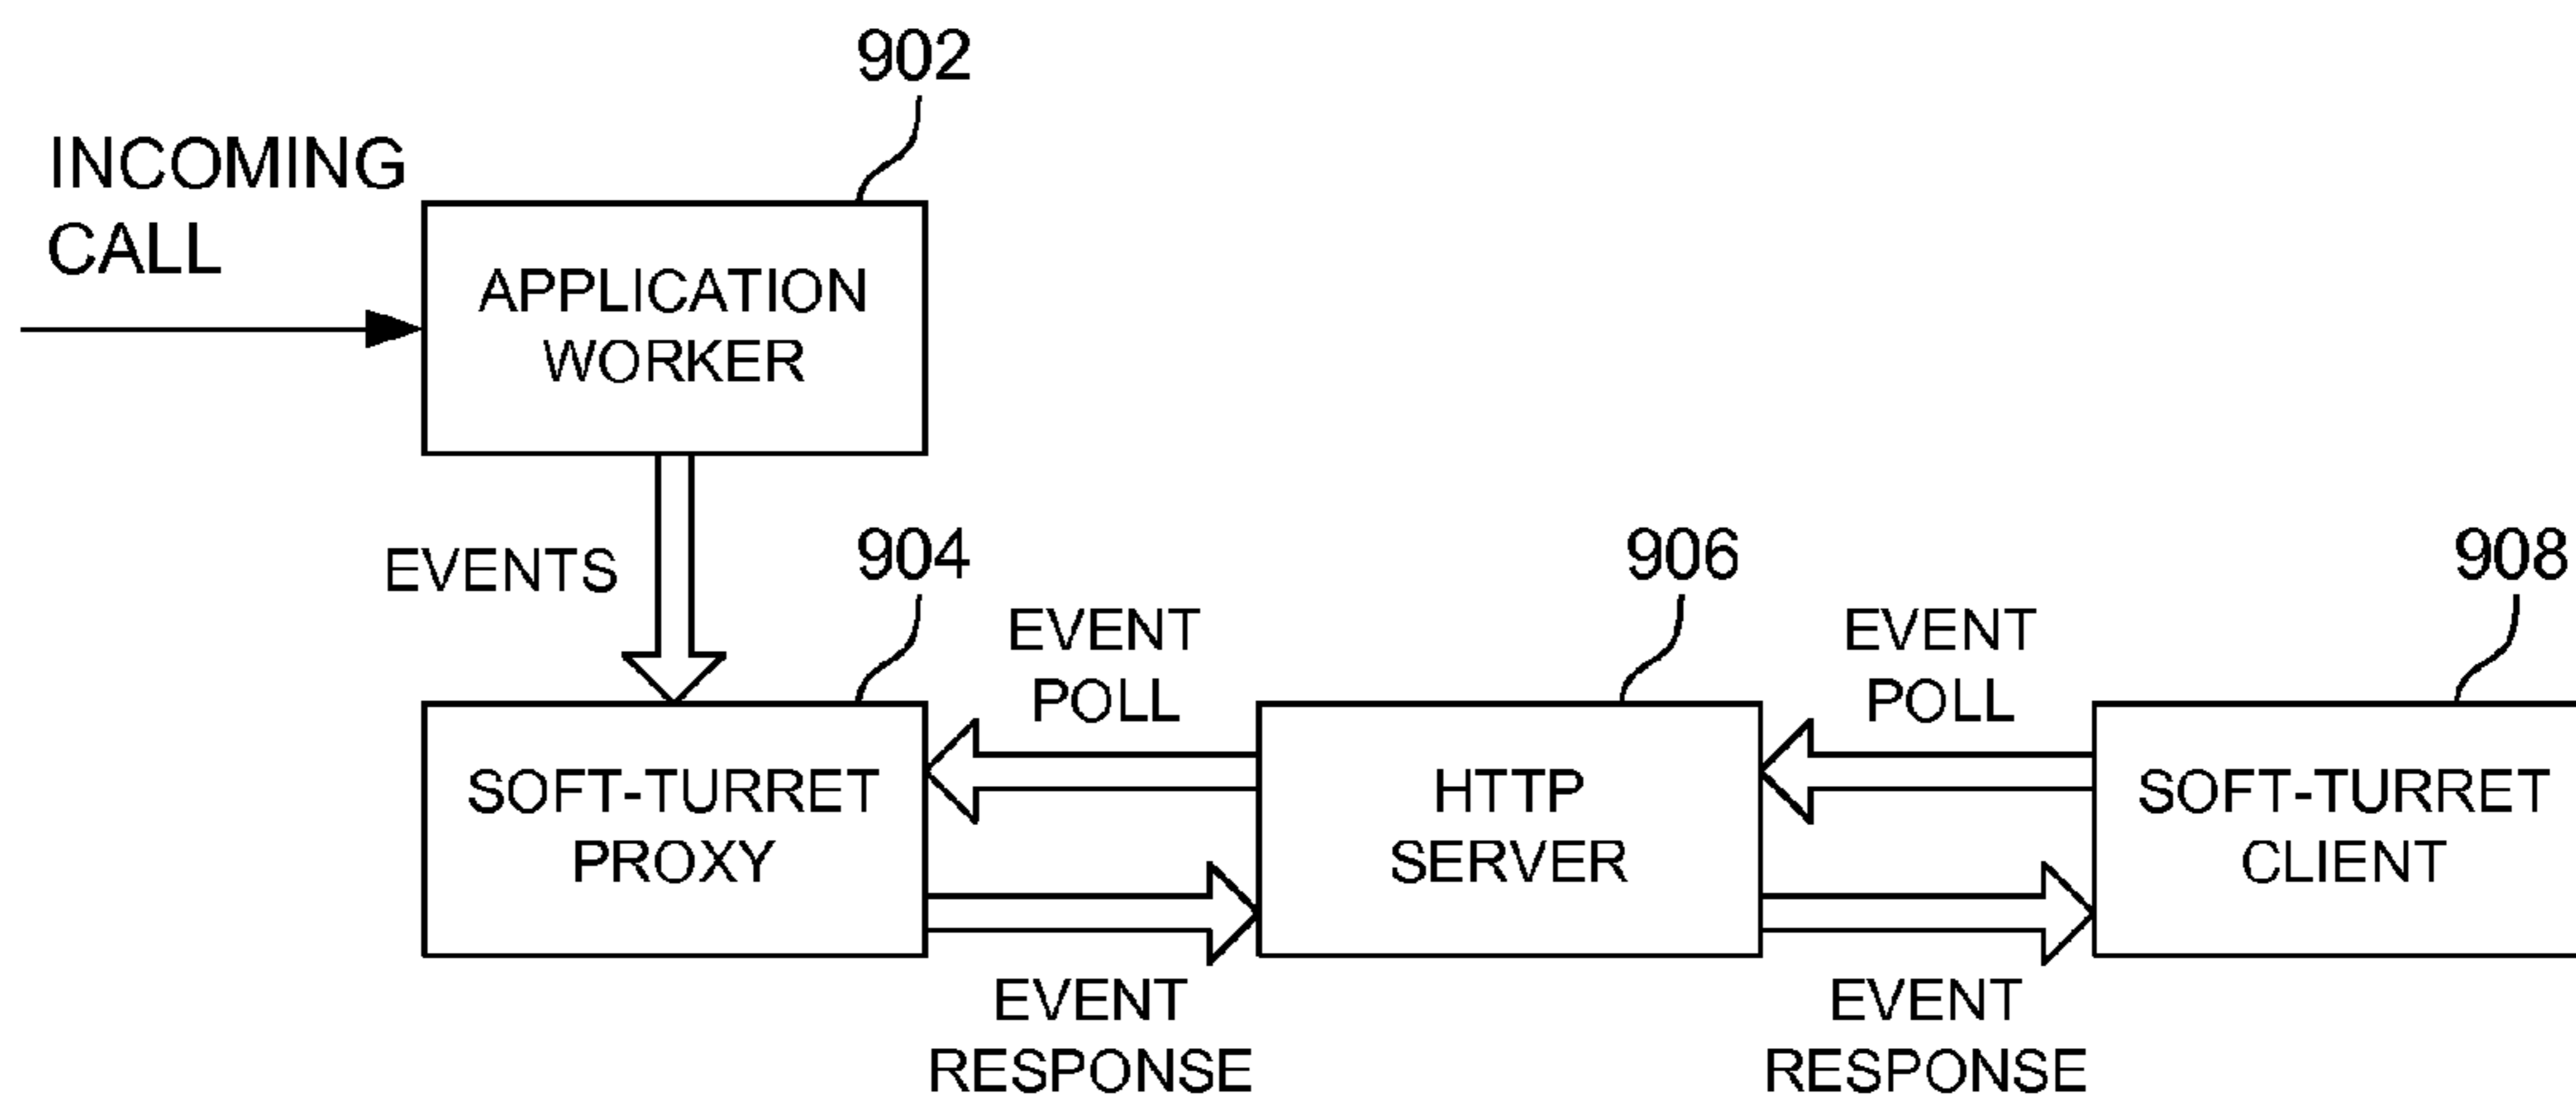 902
INCOMING
CALL
APPLICATION
WORKER
EVENTS
904
906
908
EVENT
POLL
EVENT
POLL
SOFT-TURRET
PROXY
HTTP
SERVER
SOFT-TURRET
CLIENT
EVENT
RESPONSE
EVENT
RESPONSE